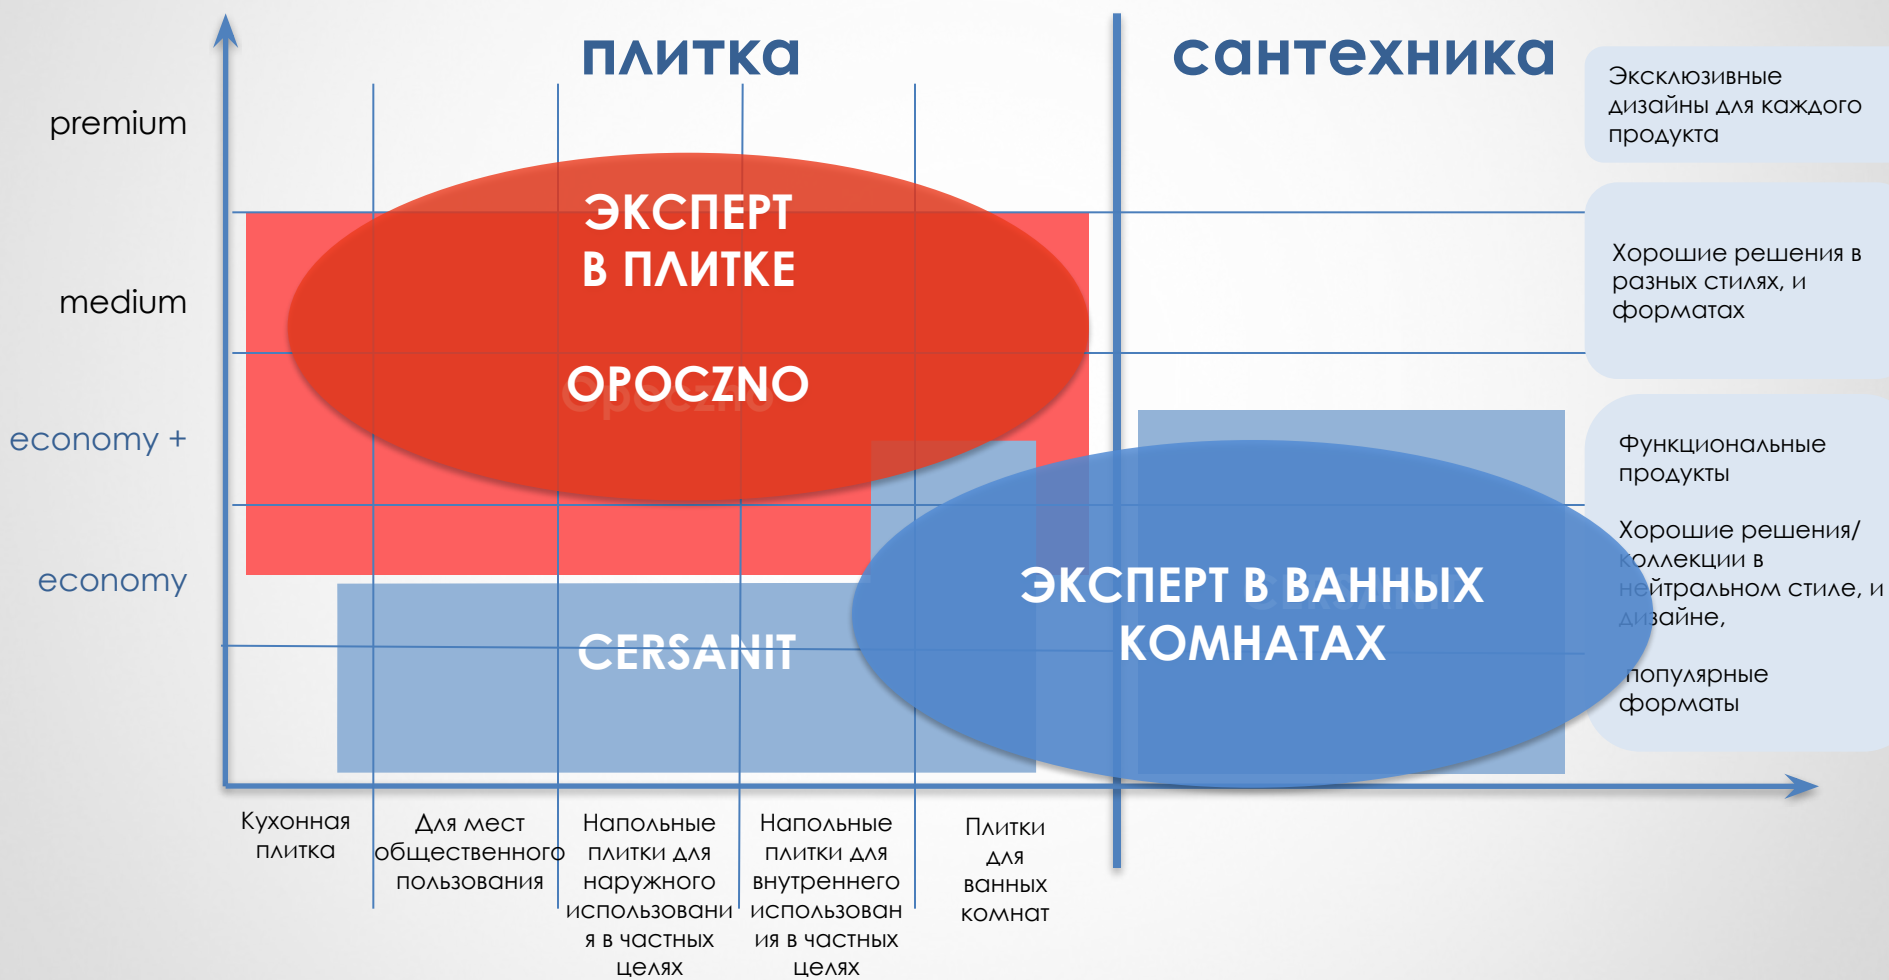 плитка
сантехника
premium
medium
economy +
economy
ЭКСПЕРТ
В ПЛИТКЕ
OPOCZNO
Opoczno
CERSANIT
ЭКСПЕРТ В ВАННЫХ
КОМНАТАХ
CERSANIT
Эксклюзивные
дизайны для каждого
продукта
Хорошие решения в
разных стилях, и
форматах
Функциональные
продукты
Хорошие решения/
коллекции в
нейтральном стиле, и
дизайне,
популярные
форматы
Кухонная
плитка
Для мест
общественного
пользования
Напольные
плитки для
наружного
использовани
я в частных
целях
Напольные
плитки для
внутреннего
использован
ия в частных
целях
Плитки
для
ванных
комнат